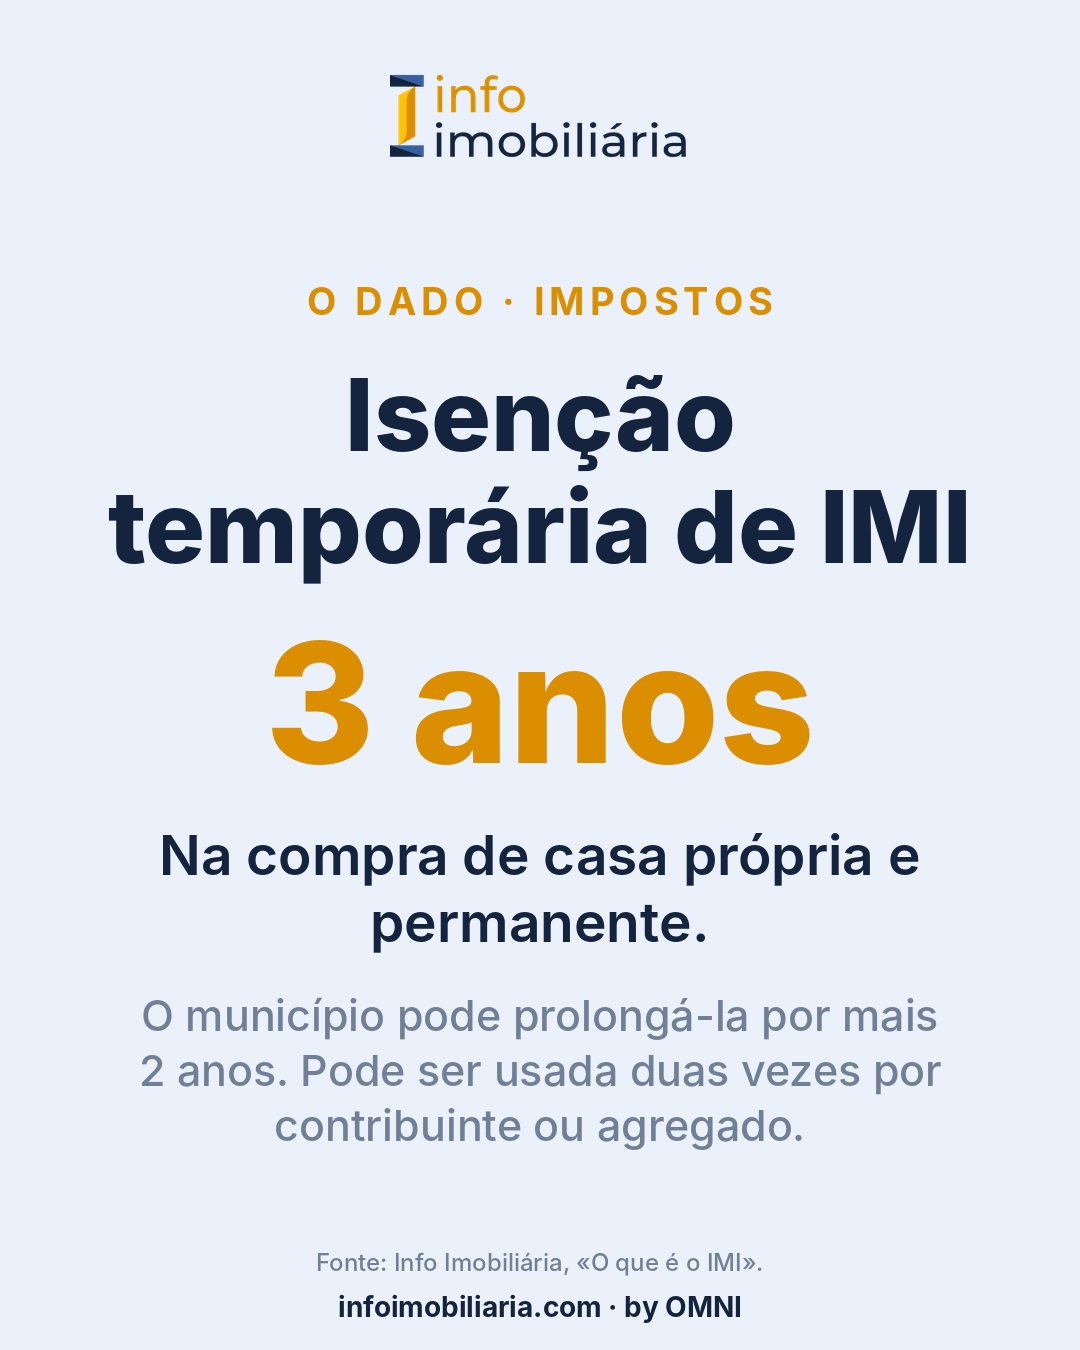 info
imobiliária
O DADO · IMPOSTOS
Isenção
temporária de IMI
3 anos
Na compra de casa própria e
permanente.
O município pode prolongá-la por mais
2 anos. Pode ser usada duas vezes por
contribuinte ou agregado.
Fonte: Info Imobiliária, «O que é o IMI».
infoimobiliaria.com · by OMNI